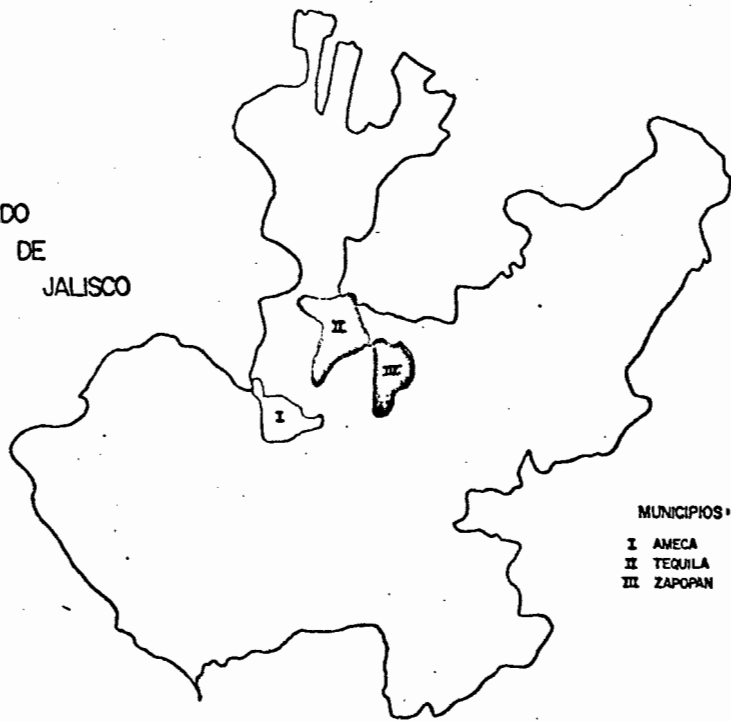 DO
DE
JALISCO
II
III
I
MUNICIPIOS:
I AMECA
II TEQUILA
III ZAPOPAN